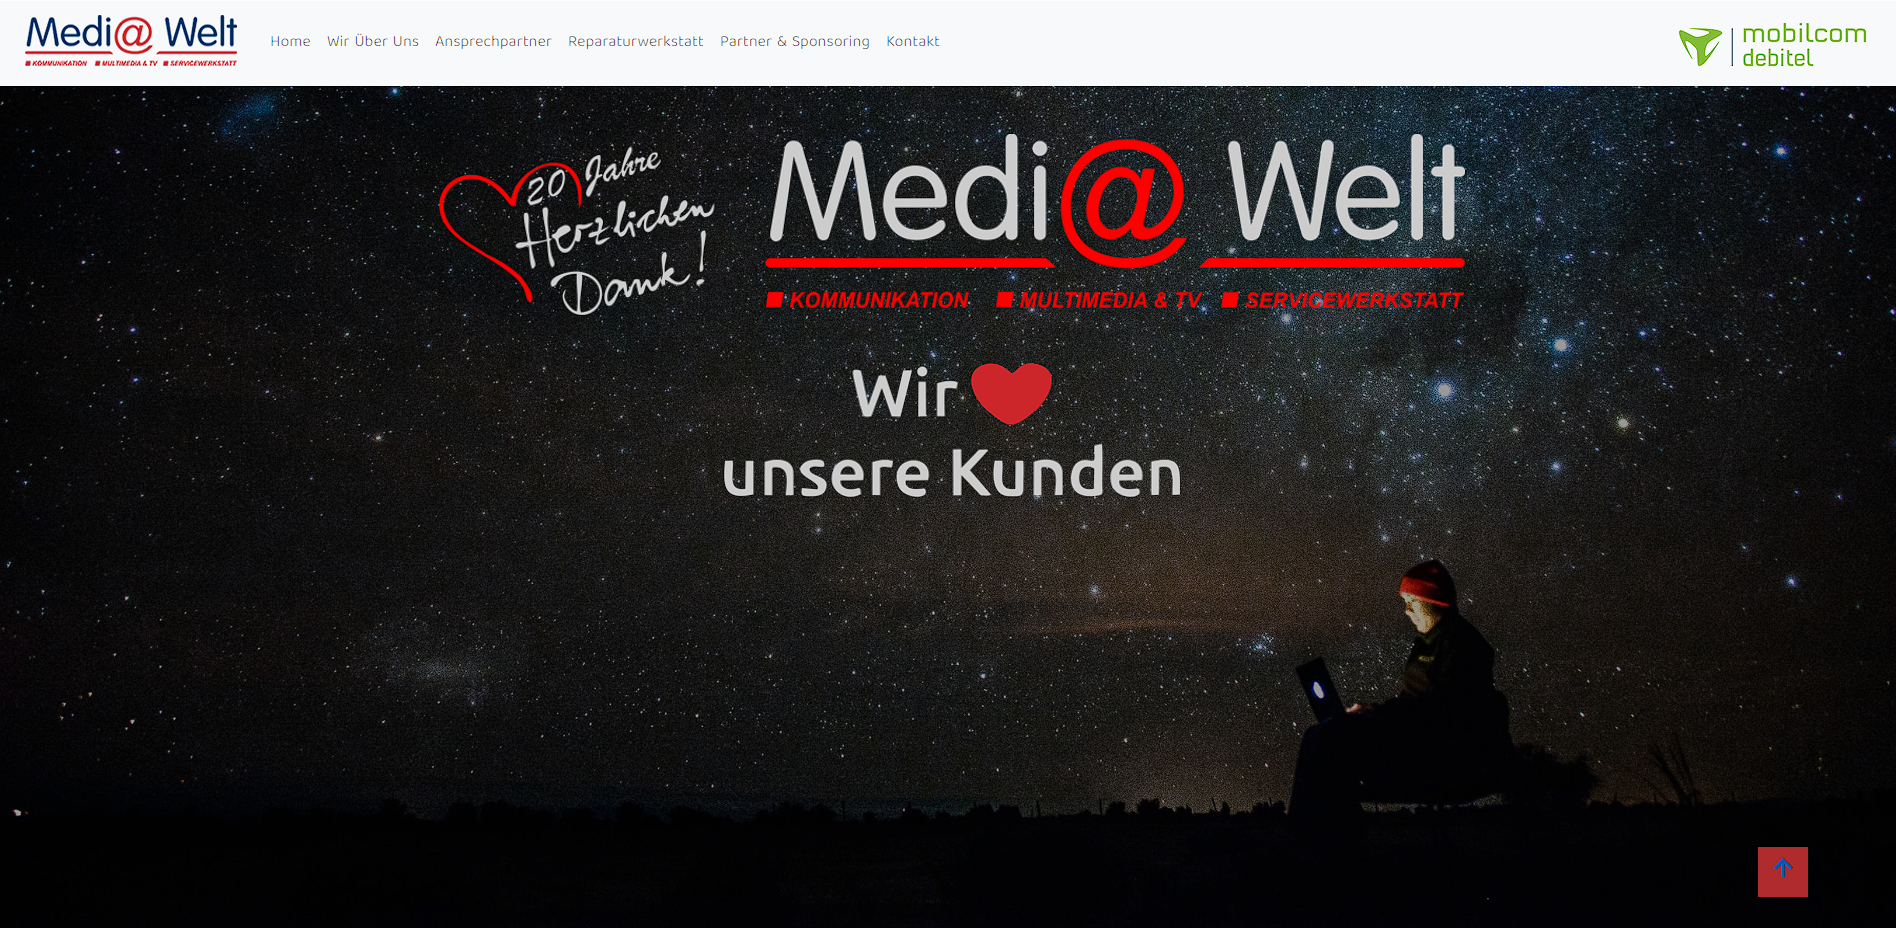 Medi@ Welt
KOMMUNIKATION MULTIMEDIA & TV SERVICEWERKSTATT
Home Wir Über Uns Ansprechpartner Reparaturwerkstatt Partner & Sponsoring Kontakt
mobilcom
debitel
20 Jahre
Herzlichen
Dank!
Medi@ Welt
KOMMUNIKATION MULTIMEDIA & TV SERVICEWERKSTATT
Wir
unsere Kunden